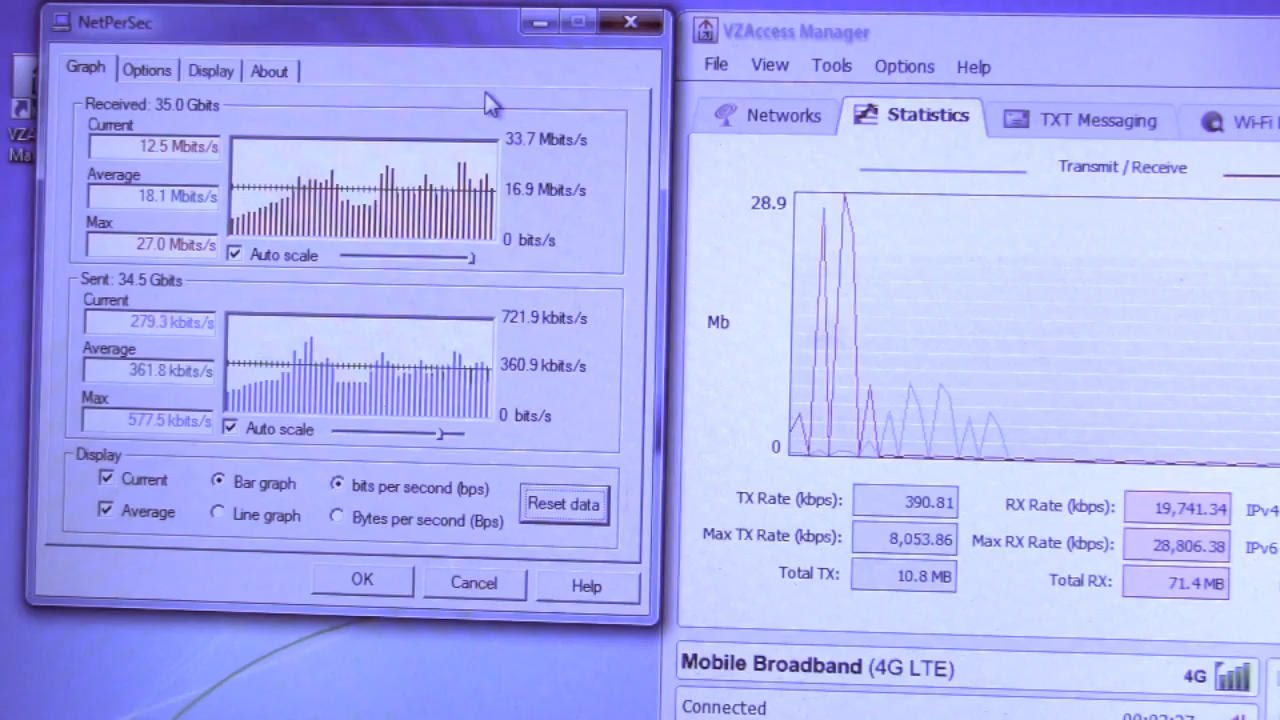 NetPerSec
Graph Options Display About
Received: 35.0 Gbits
Current
12.5 Mbits/s
Average
18.1 Mbits/s
Max
27.0 Mbits/s
33.7 Mbits/s
16.9 Mbits/s
0 bits/s
Auto scale
Sent: 34.5 Gbits
Current
279.3 kbits/s
Average
361.8 kbits/s
Max
577.5 kbits/s
721.9 kbits/s
360.9 kbits/s
0 bits/s
Auto scale
Display
Current Bar graph bits per second (bps)
Average Line graph Bytes per second (Bps)
Reset data
OK Cancel Help
VZAccess Manager
File View Tools Options Help
Networks Statistics TXT Messaging Wi-Fi
Transmit / Receive
28.9
Mb
0
TX Rate (kbps): 390.81 RX Rate (kbps): 19,741.34 IPv4
Max TX Rate (kbps): 8,053.86 Max RX Rate (kbps): 28,806.38 IPv6
Total TX: 10.8 MB Total RX: 71.4 MB
Mobile Broadband (4G LTE) 4G
Connected